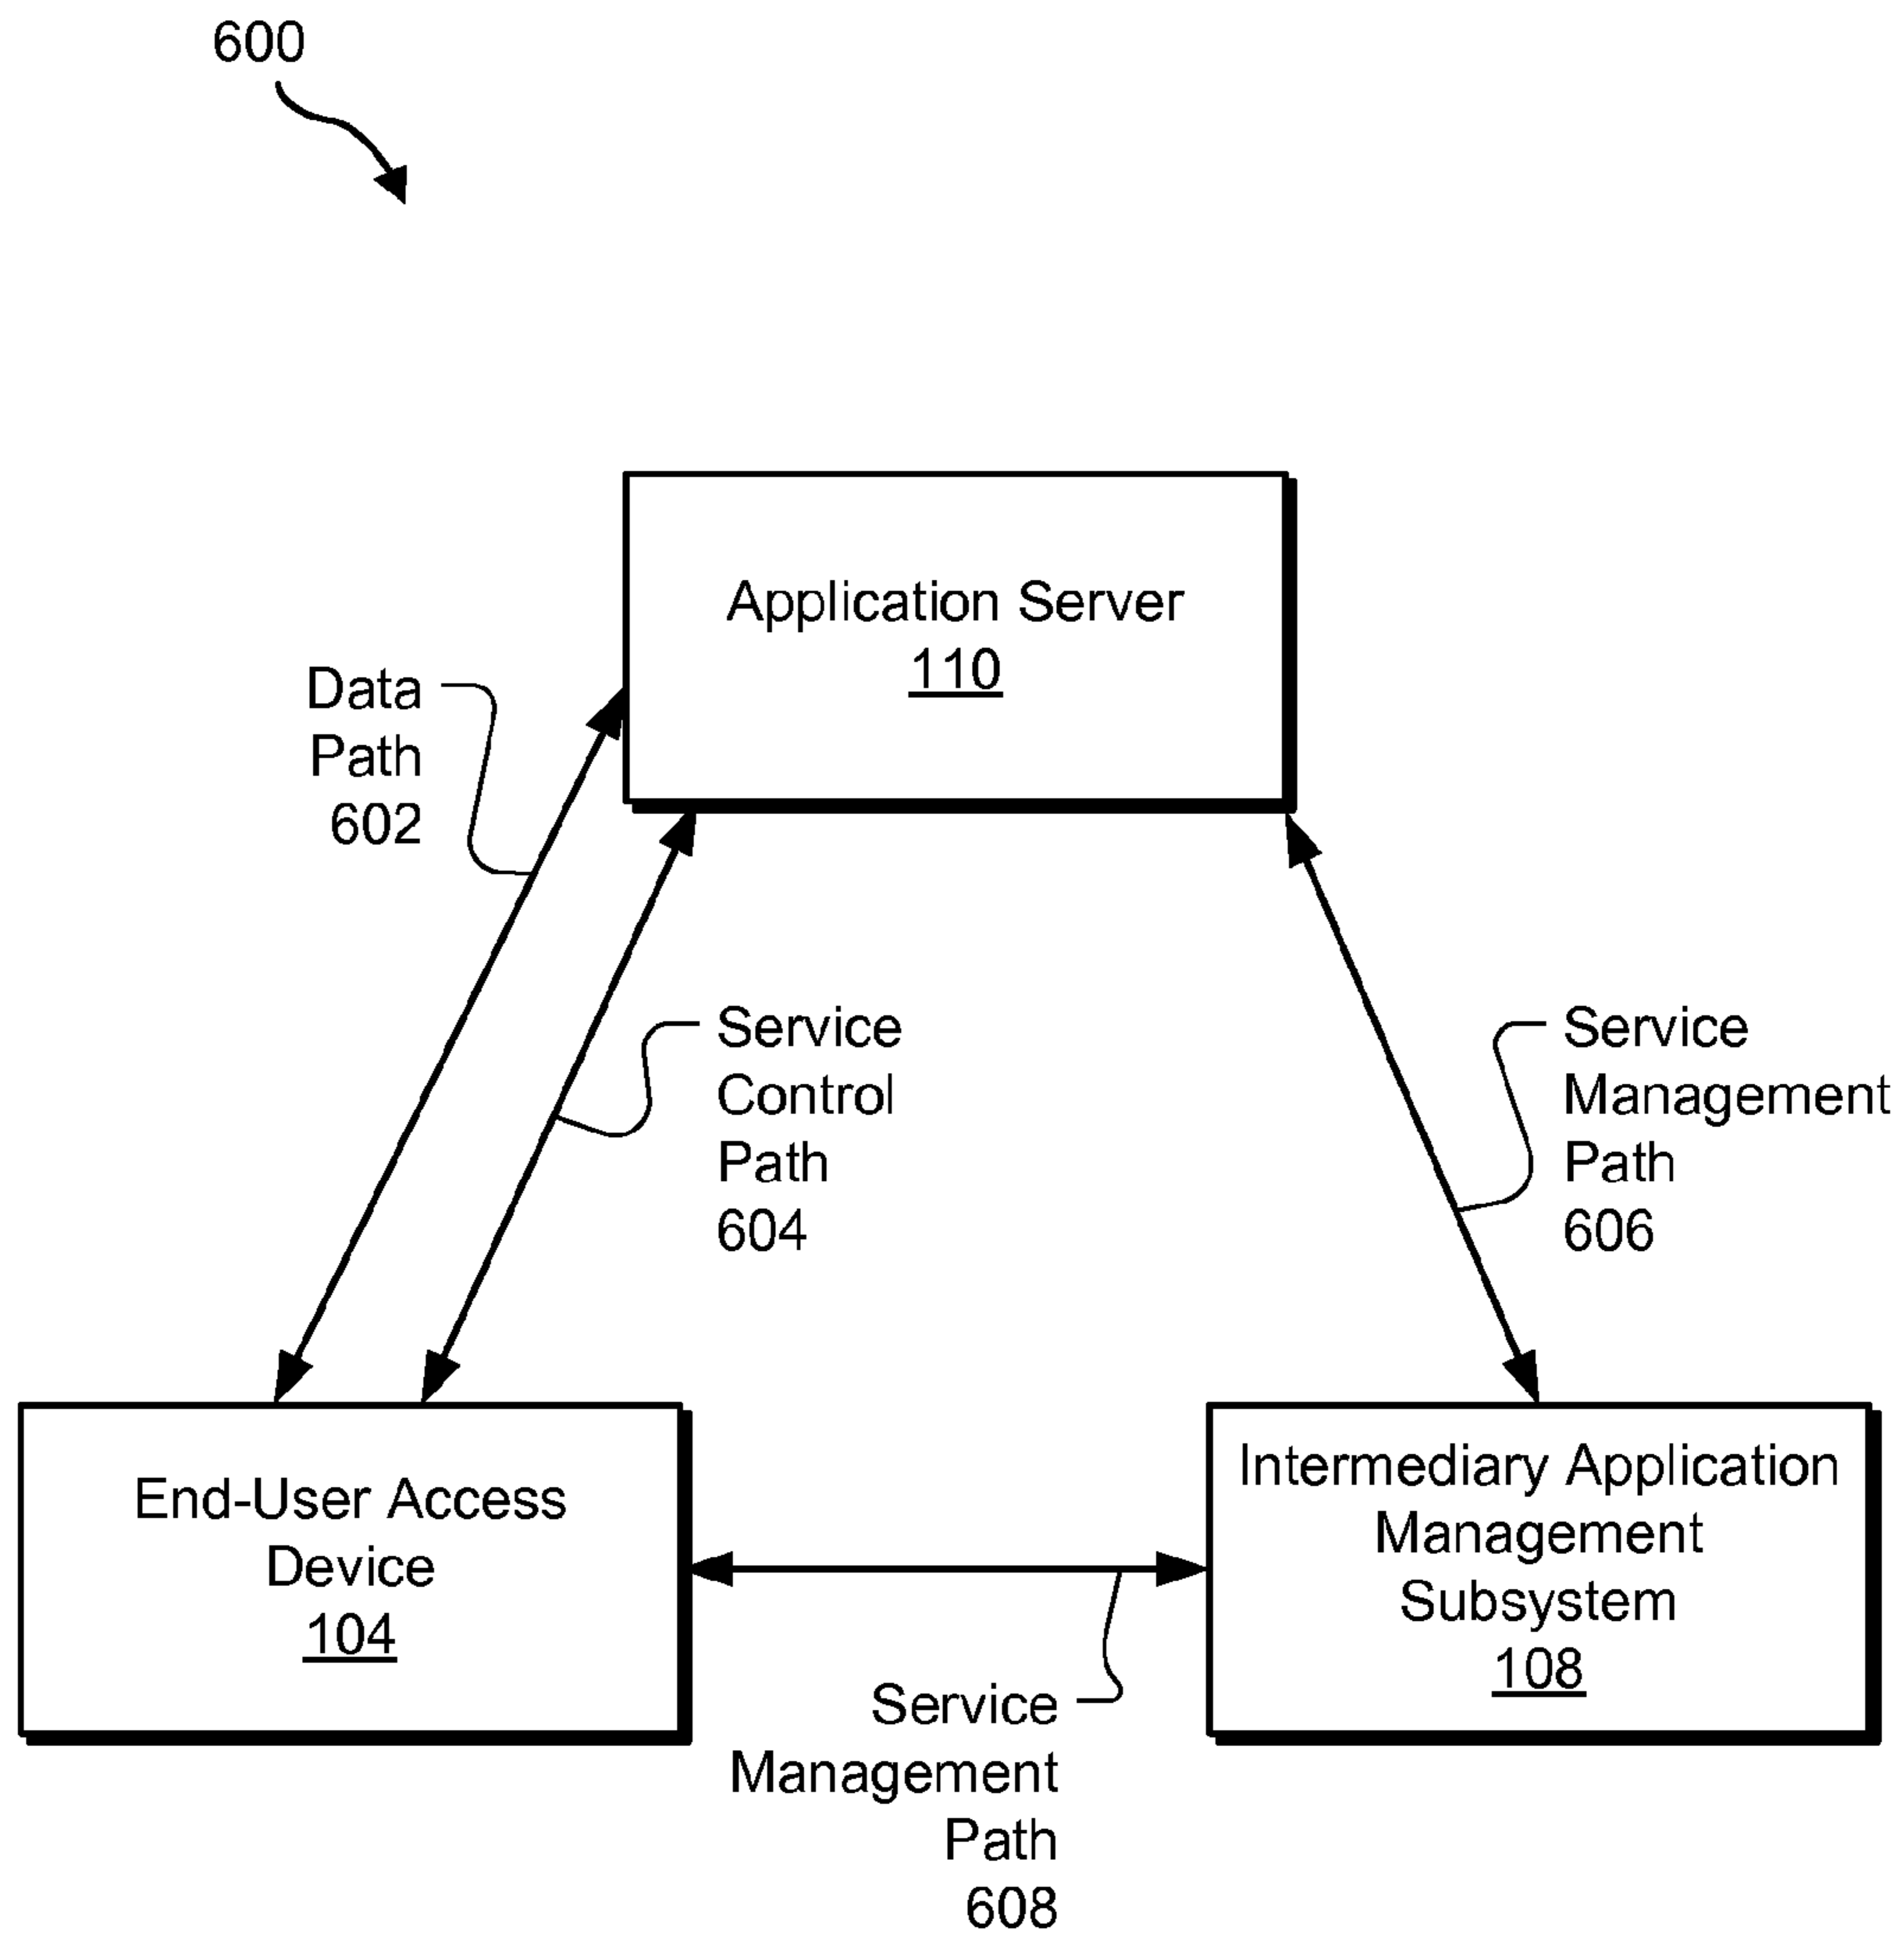 600
Application Server
110
Data
Path
602
Service
Control
Path
604
Service
Management
Path
606
End-User Access
Device
104
Intermediary Application
Management
Subsystem
108
Service
Management
Path
608